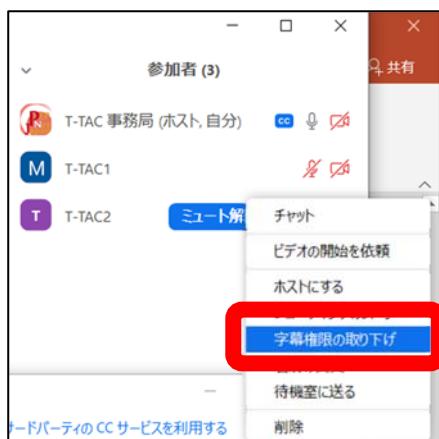 参加者 (3)
共有
T-TAC 事務局 (ホスト, 自分)
CC
M
T-TAC1
T
T-TAC2
ミュート解
チャット
ビデオの開始を依頼
ホストにする
字幕権限の取り下げ
待機室に送る
ードパーティの CC サービスを利用する
削除